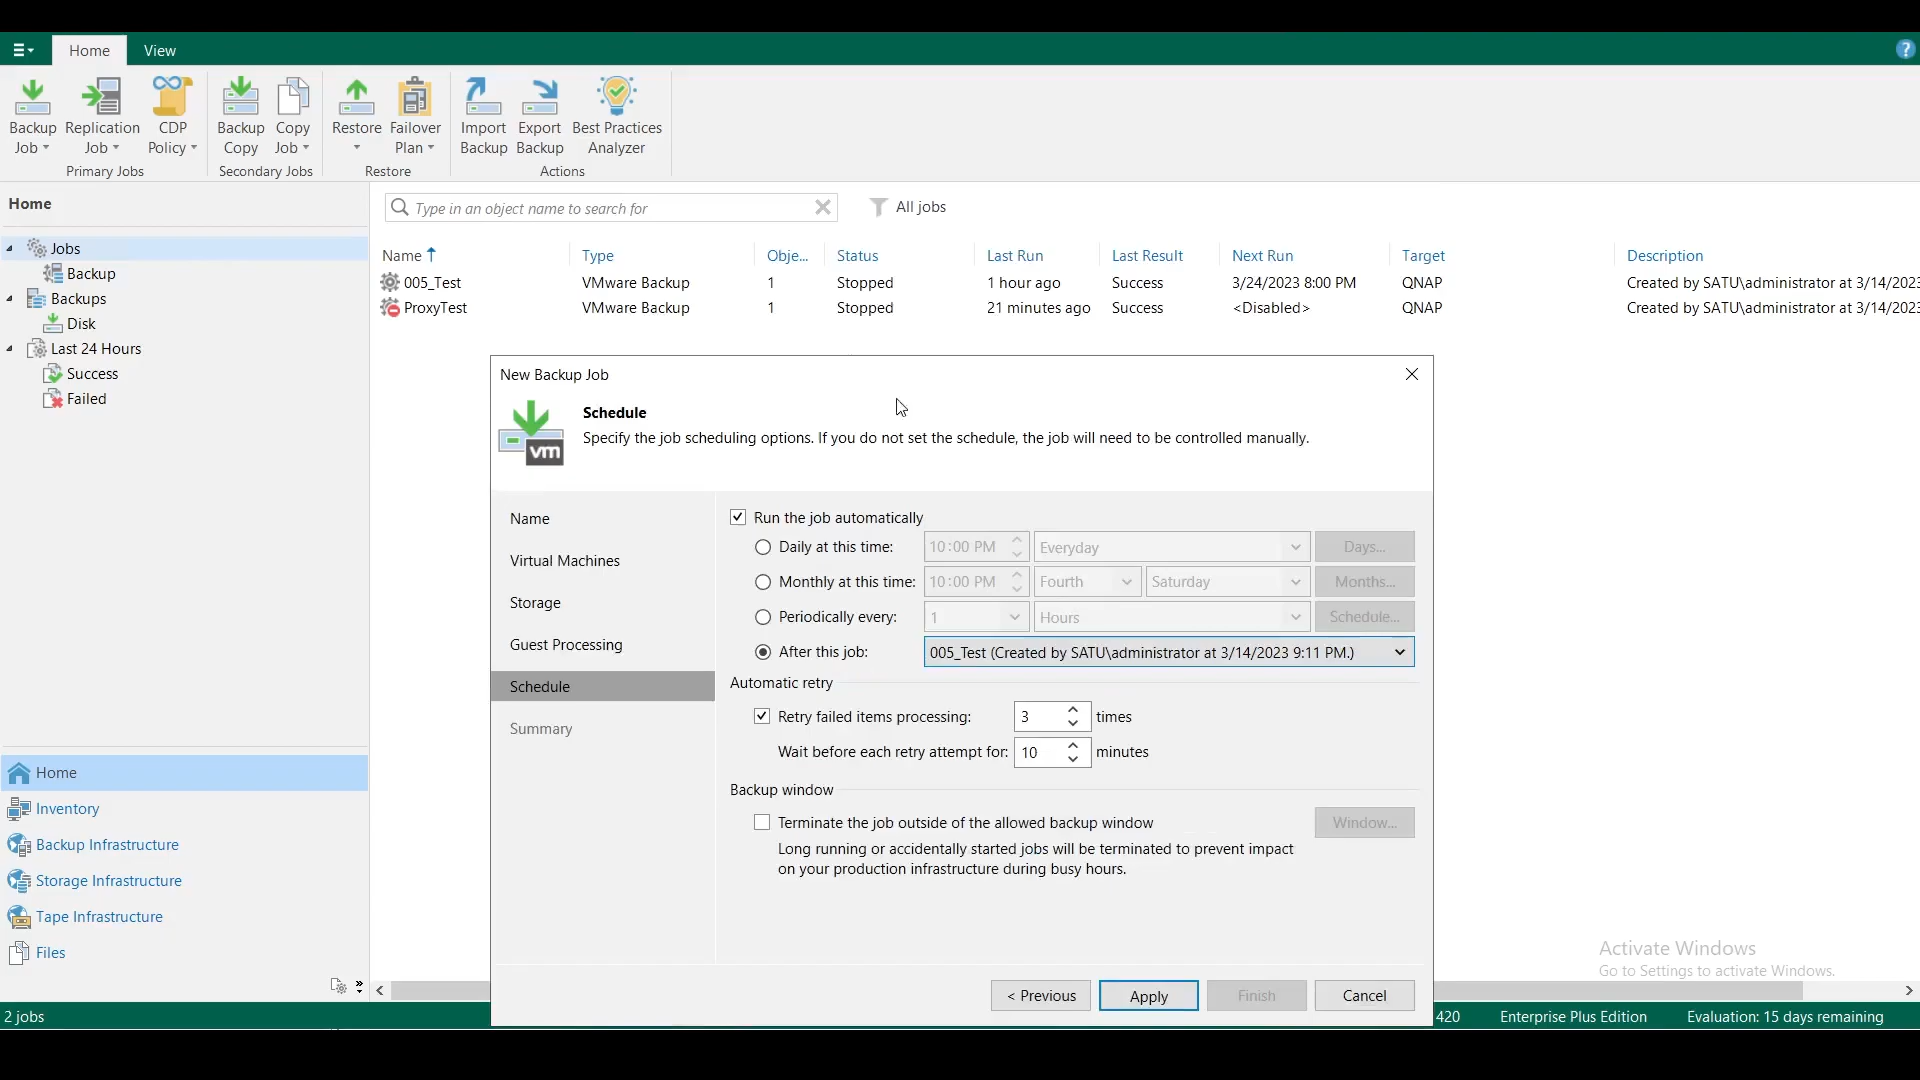 Home
View
?
Backup Job
Replication Job
CDP Policy
Backup Copy
Copy Job
Restore
Failover Plan
Import Backup
Export Backup
Best Practices Analyzer
Primary Jobs
Secondary Jobs
Restore
Actions
Home
Type in an object name to search for
All jobs
Jobs
Backup
Backups
Disk
Last 24 Hours
Success
Failed
Name Type Obje... Status Last Run Last Result Next Run Target Description
005_Test VMware Backup 1 Stopped 1 hour ago Success 3/24/2023 8:00 PM QNAP Created by SATU\administrator at 3/14/2023
ProxyTest VMware Backup 1 Stopped 21 minutes ago Success <Disabled> QNAP Created by SATU\administrator at 3/14/2023
New Backup Job
vm
Schedule
Specify the job scheduling options. If you do not set the schedule, the job will need to be controlled manually.
Name
Virtual Machines
Storage
Guest Processing
Schedule
Summary
Run the job automatically
Daily at this time: 10:00 PM Everyday Days...
Monthly at this time: 10:00 PM Fourth Saturday Months...
Periodically every: 1 Hours Schedule...
After this job: 005_Test (Created by SATU\administrator at 3/14/2023 9:11 PM.)
Automatic retry
Retry failed items processing: 3 times
Wait before each retry attempt for: 10 minutes
Backup window
Terminate the job outside of the allowed backup window Window...
Long running or accidentally started jobs will be terminated to prevent impact
on your production infrastructure during busy hours.
< Previous Apply Finish Cancel
Home
Inventory
Backup Infrastructure
Storage Infrastructure
Tape Infrastructure
Files
Activate Windows
Go to Settings to activate Windows.
2 jobs
420 Enterprise Plus Edition Evaluation: 15 days remaining